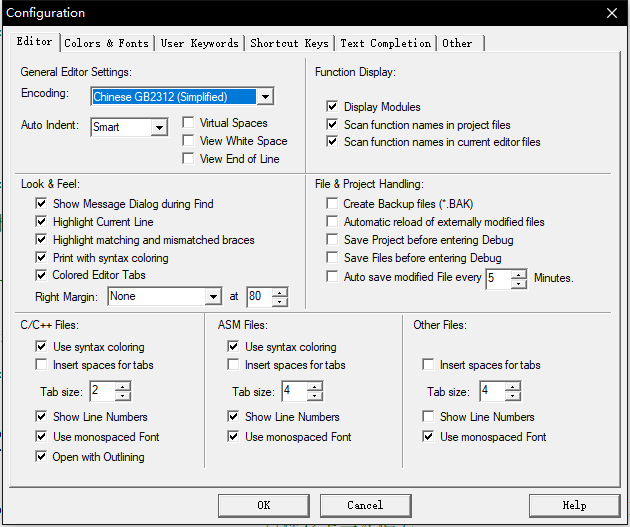 Configuration
Editor Colors & Fonts User Keywords Shortcut Keys Text Completion Other
General Editor Settings:
Encoding: Chinese GB2312 (Simplified)
Auto Indent: Smart
Virtual Spaces
View White Space
View End of Line
Function Display:
Display Modules
Scan function names in project files
Scan function names in current editor files
Look & Feel:
Show Message Dialog during Find
Highlight Current Line
Highlight matching and mismatched braces
Print with syntax coloring
Colored Editor Tabs
Right Margin: None at 80
File & Project Handling:
Create Backup files (*.BAK)
Automatic reload of externally modified files
Save Project before entering Debug
Save Files before entering Debug
Auto save modified File every 5 Minutes.
C/C++ Files:
Use syntax coloring
Insert spaces for tabs
Tab size: 2
Show Line Numbers
Use monospaced Font
Open with Outlining
ASM Files:
Use syntax coloring
Insert spaces for tabs
Tab size: 4
Show Line Numbers
Use monospaced Font
Other Files:
Insert spaces for tabs
Tab size: 4
Show Line Numbers
Use monospaced Font
OK Cancel Help